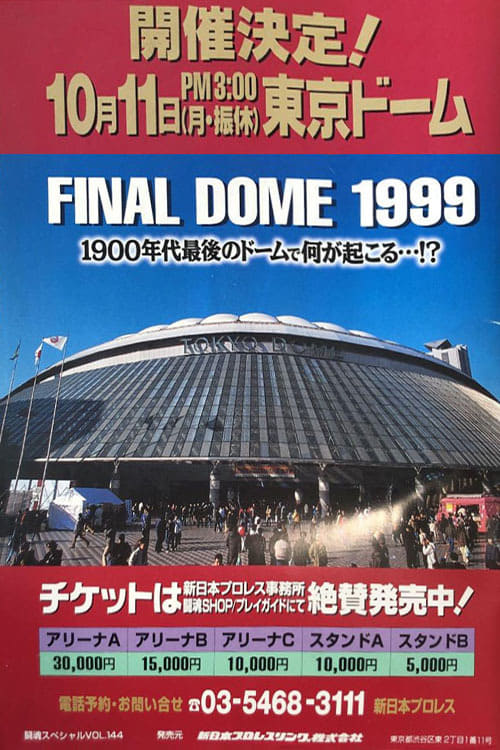 開催決定!
10月11日(月・振休) PM3:00 東京ドーム
FINAL DOME 1999
1900年代最後のドームで何が起こる…!?
TOKYO DOME
チケットは新日本プロレス事務所 闘魂SHOP/プレイガイドにて絶賛発売中!
アリーナA アリーナB アリーナC スタンドA スタンドB
30,000円 15,000円 10,000円 10,000円 5,000円
電話予約・お問い合せ ☎03-5468-3111 新日本プロレス
闘魂スペシャルVOL.144 発売元 新日本プロレスリング株式会社 東京都渋谷区東2丁目1番11号